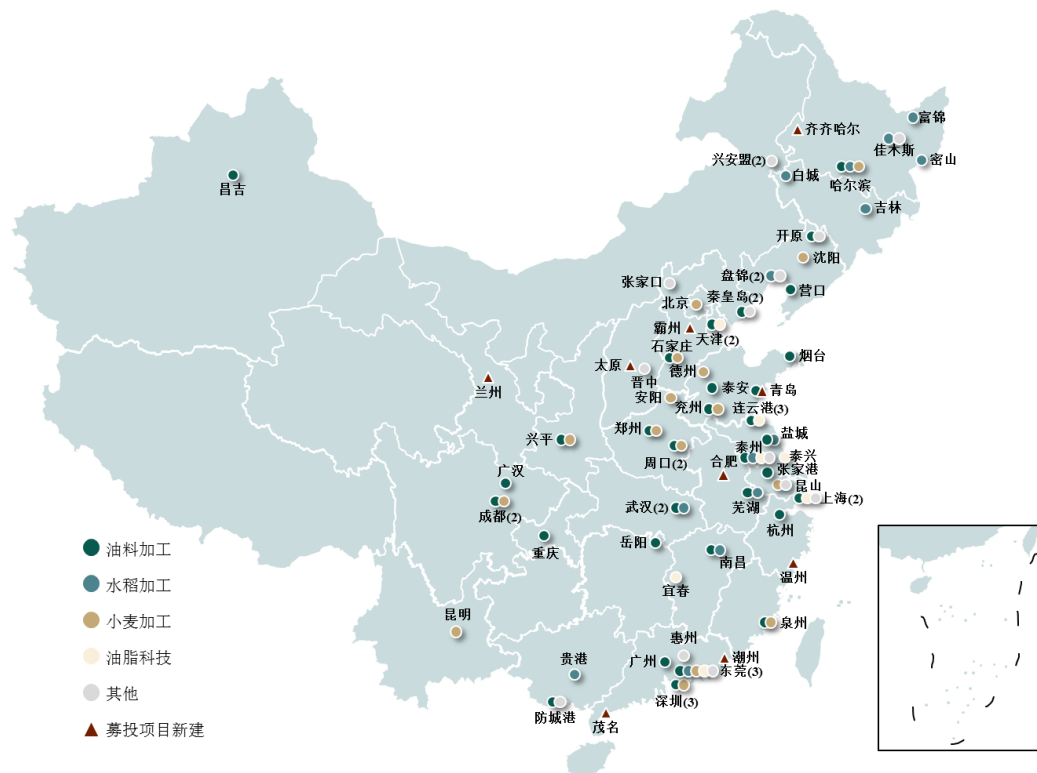 富锦
齐齐哈尔
佳木斯
兴安盟(2)
密山
白城
哈尔滨
昌吉
吉林
开原
沈阳
盘锦(2)
张家口
营口
秦皇岛(2)
北京
霸州
天津(2)
石家庄
烟台
太原
德州
晋中
兰州
泰安
青岛
安阳
兖州
连云港(3)
郑州
兴平
盐城
泰州
泰兴
周口(2)
合肥
张家港
广汉
昆山
上海(2)
成都(2)
武汉(2)
芜湖
杭州
重庆
岳阳
南昌
温州
宜春
昆明
泉州
惠州
贵港
广州
潮州
东莞(3)
深圳(3)
防城港
茂名
油料加工
水稻加工
小麦加工
油脂科技
其他
募投项目新建